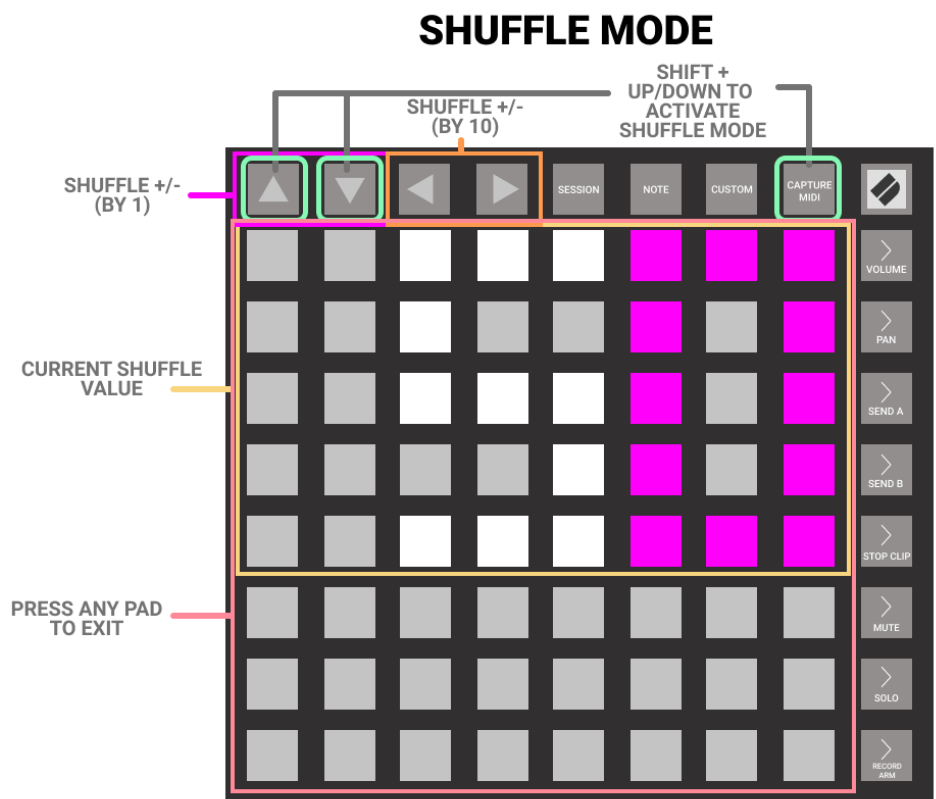 SHUFFLE MODE
SHIFT +
UP/DOWN TO
ACTIVATE
SHUFFLE MODE
SHUFFLE +/-
(BY 10)
SHUFFLE +/-
(BY 1)
SESSION
NOTE
CUSTOM
CAPTURE
MIDI
VOLUME
PAN
CURRENT SHUFFLE
VALUE
SEND A
SEND B
STOP CLIP
PRESS ANY PAD
TO EXIT
MUTE
SOLO
RECORD
ARM
50